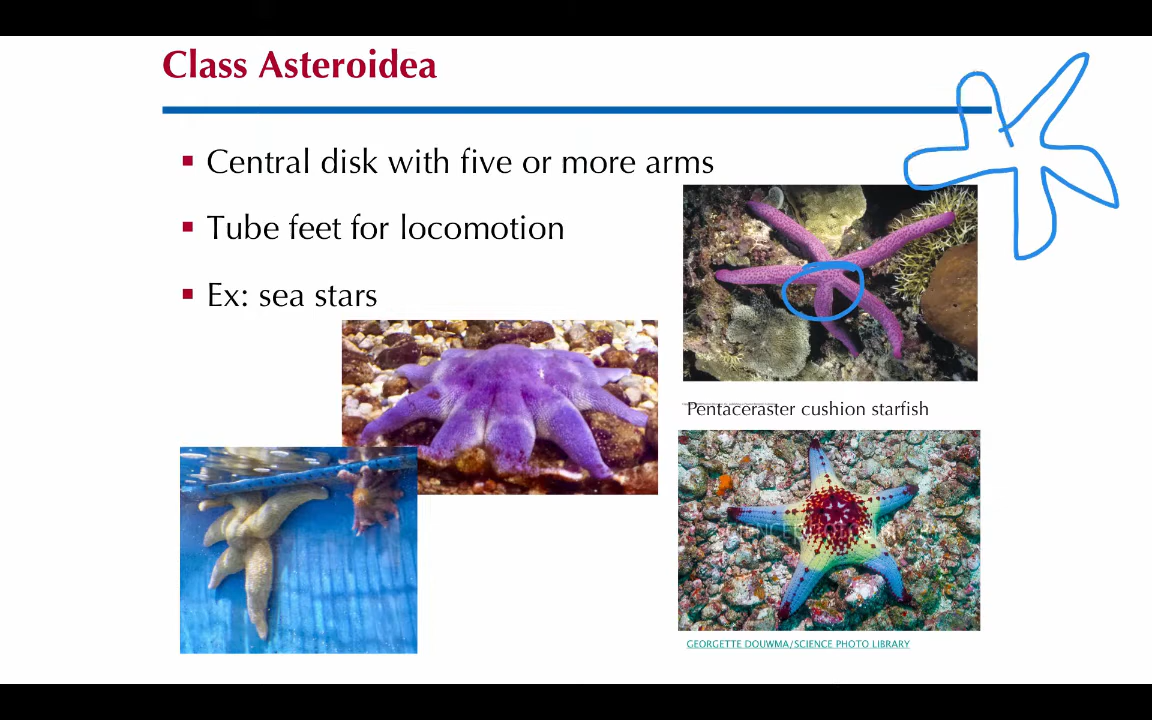 Class Asteroidea
Central disk with five or more arms
Tube feet for locomotion
Ex: sea stars
Pentaceraster cushion starfish
GEORGETTE DOUWMA/SCIENCE PHOTO LIBRARY